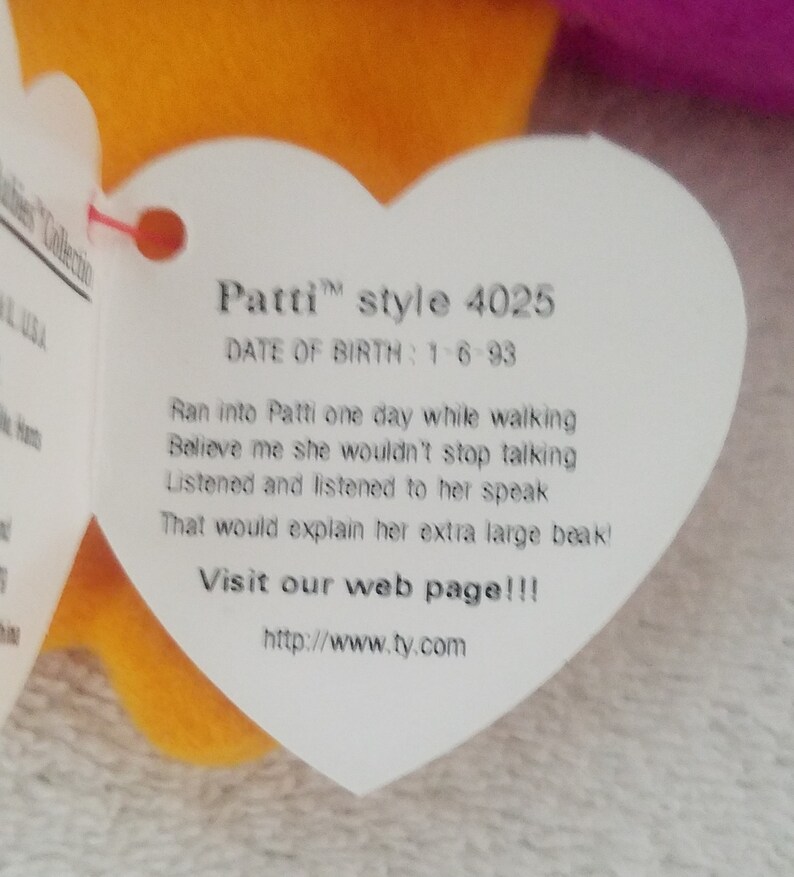 Collectio
U.S.A
Hants
Patti™ style 4025
DATE OF BIRTH : 1-6-93
Ran into Patti one day while walking
Believe me she wouldn't stop talking
Listened and listened to her speak
That would explain her extra large beak!
Visit our web page!!!
http://www.ty.com